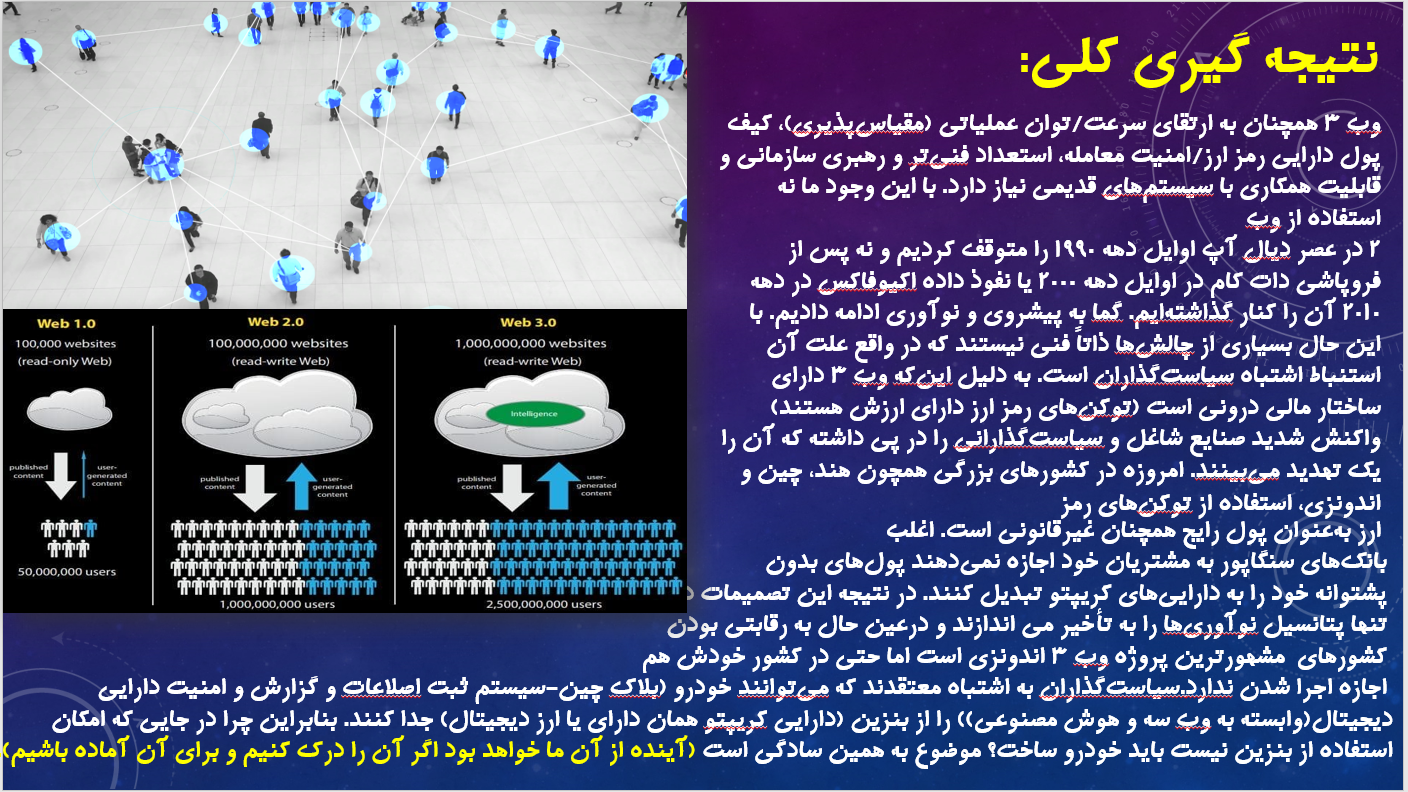 نتیجه گیری کلی:
وب ۳ همچنان به ارتقای سرعت/توان عملیاتی (مقیاس‌پذیری)، کیف
پول دارایی رمز ارز/امنیت معامله، استعداد فنی‌تر و رهبری سازمانی و
قابلیت همکاری با سیستم‌های قدیمی نیاز دارد. با این وجود ما نه
استفاده از وب
۲ در عصر دیال آپ اوایل دهه ۱۹۹۰ را متوقف کردیم و نه پس از
فروپاشی دات کام در اوایل دهه ۲۰۰۰ یا نفوذ داده اکیوفاکس در دهه
۲۰۱۰ آن را کنار گذاشته‌ایم. گما به پیشروی و نوآوری ادامه دادیم. با
این حال بسیاری از چالش‌ها ذاتاً فنی نیستند که در واقع علت آن
استنباط اشتباه سیاست‌گذاران است. به دلیل این‌که وب ۳ دارای
ساختار مالی درونی است (توکن‌های رمز ارز دارای ارزش هستند)
واکنش شدید صنایع شاغل و سیاست‌گذارانی را در پی داشته که آن را
یک تهدید می‌بینند. امروزه در کشورهای بزرگی همچون هند، چین و
اندونزی، استفاده از توکن‌های رمز
ارز به‌عنوان پول رایج همچنان غیرقانونی است. اغلب
بانک‌های سنگاپور به مشتریان خود اجازه نمی‌دهند پول‌های بدون
پشتوانه خود را به دارایی‌های کریپتو تبدیل کنند. در نتیجه این تصمیمات
تنها پتانسیل نوآوری‌ها را به تأخیر می اندازند و درعین حال به رقابتی بودن
کشورهای مشهورترین پروژه وب ۳ اندونزی است اما حتی در کشور خودش هم
اجازه اجرا شدن ندارد.سیاست‌گذاران به اشتباه معتقدند که می‌توانند خودرو (بلاک چین-سیستم ثبت اصلاعات و گزارش و امنیت دارایی
دیجیتال(وابسته به وب سه و هوش مصنوعی)) را از بنزین (دارایی کریپتو همان دارای یا ارز دیجیتال) جدا کنند. بنابراین چرا در جایی که امکان
استفاده از بنزین نیست باید خودرو ساخت؟ موضوع به همین سادگی است (آینده از آن ما خواهد بود اگر آن را درک کنیم و برای آن آماده باشیم)
Web 1.0
100,000 websites
(read-only Web)
published content
user-generated content
50,000,000 users
Web 2.0
100,000,000 websites
(read-write Web)
published content
user-generated content
1,000,000,000 users
Web 3.0
1,000,000,000 websites
(read-write Web)
Intelligence
published content
user-generated content
2,500,000,000 users